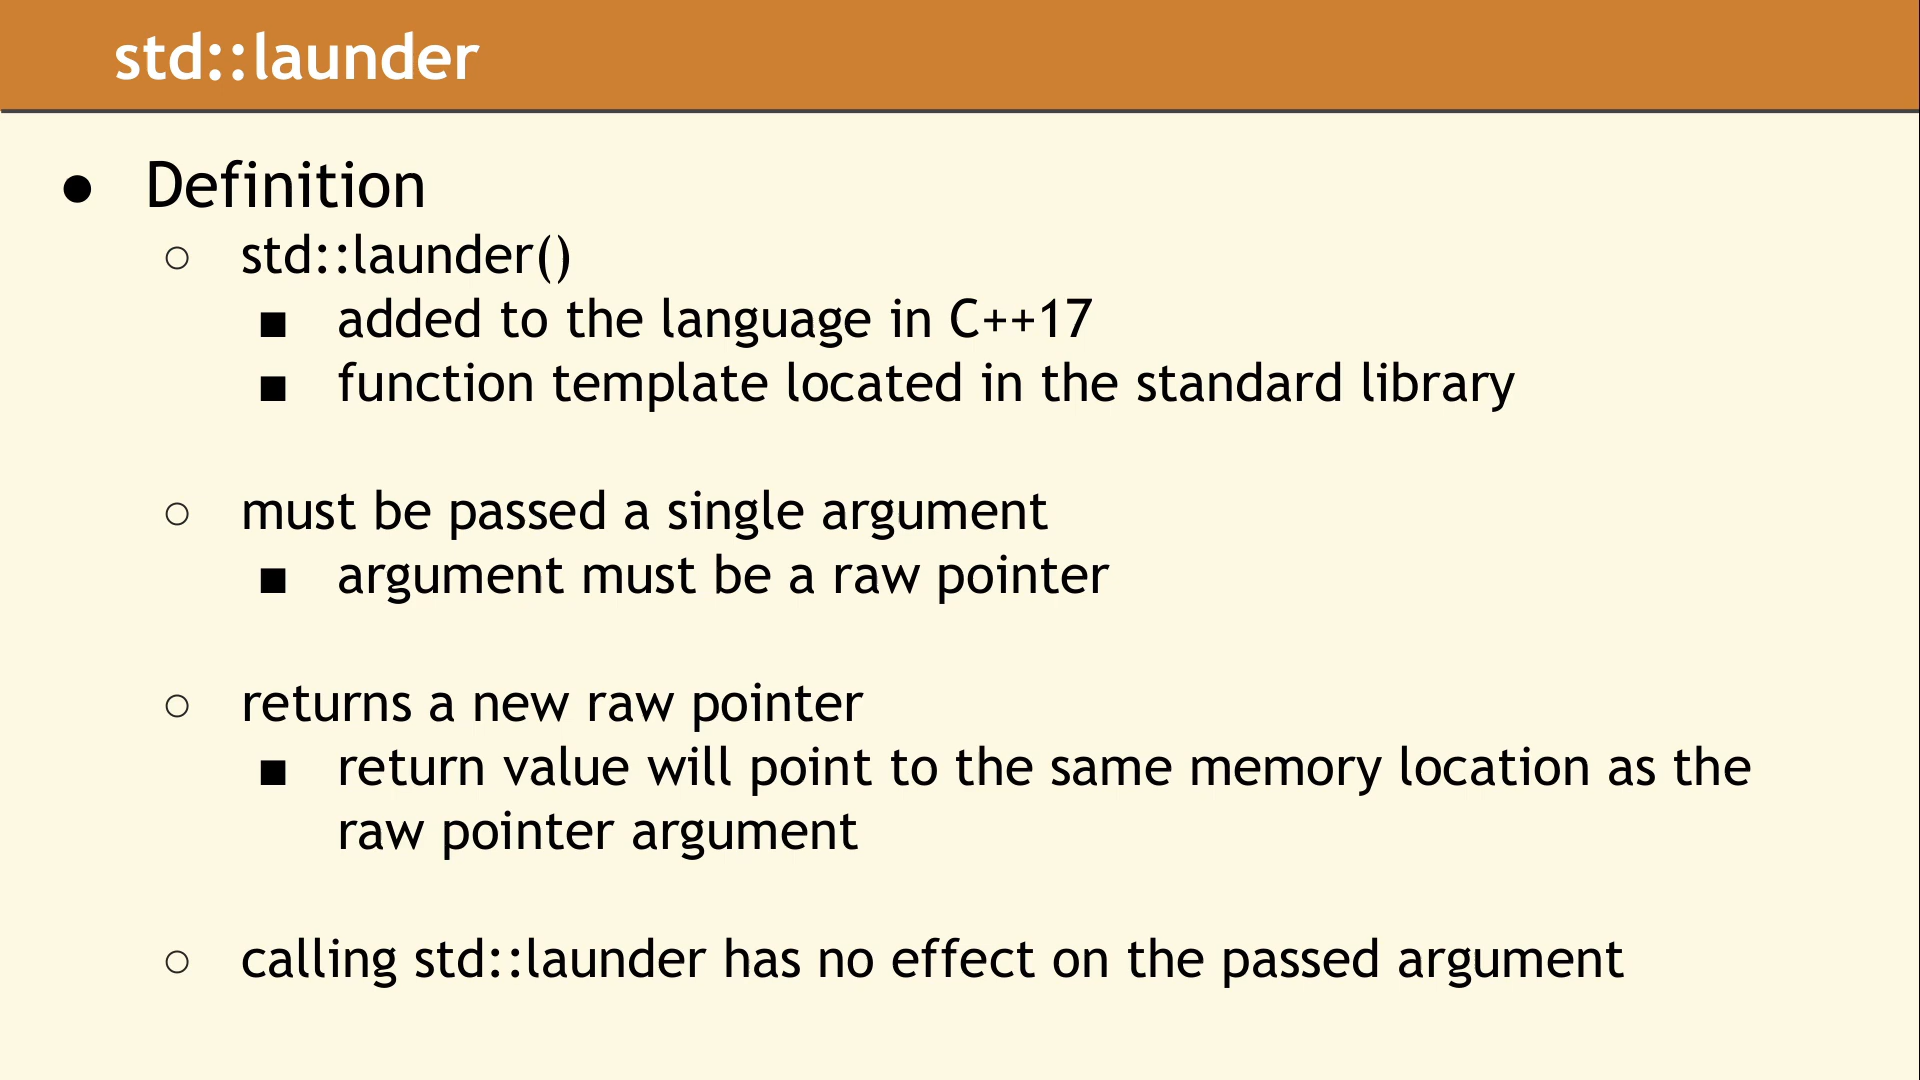 std::launder
● Definition
○ std::launder()
■ added to the language in C++17
■ function template located in the standard library
○ must be passed a single argument
■ argument must be a raw pointer
○ returns a new raw pointer
■ return value will point to the same memory location as the
raw pointer argument
○ calling std::launder has no effect on the passed argument